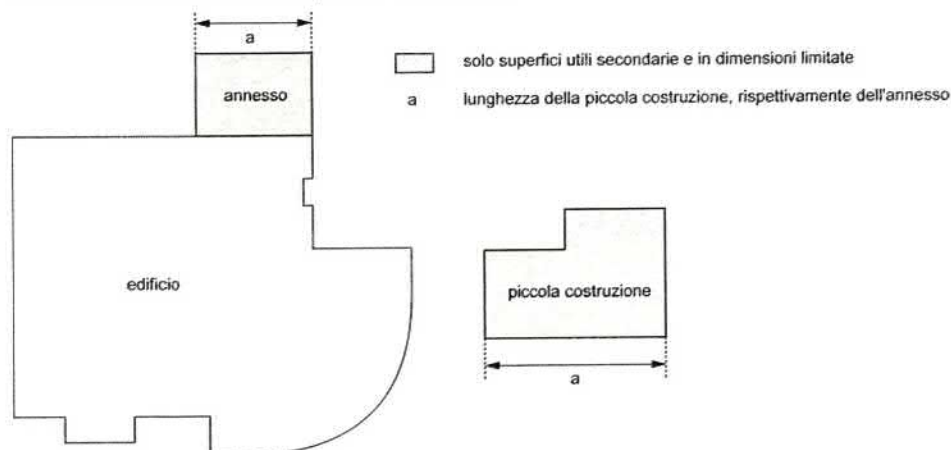 a
solo superfici utili secondarie e in dimensioni limitate
annesso
a lunghezza della piccola costruzione, rispettivamente dell'annesso
edificio
piccola costruzione
a